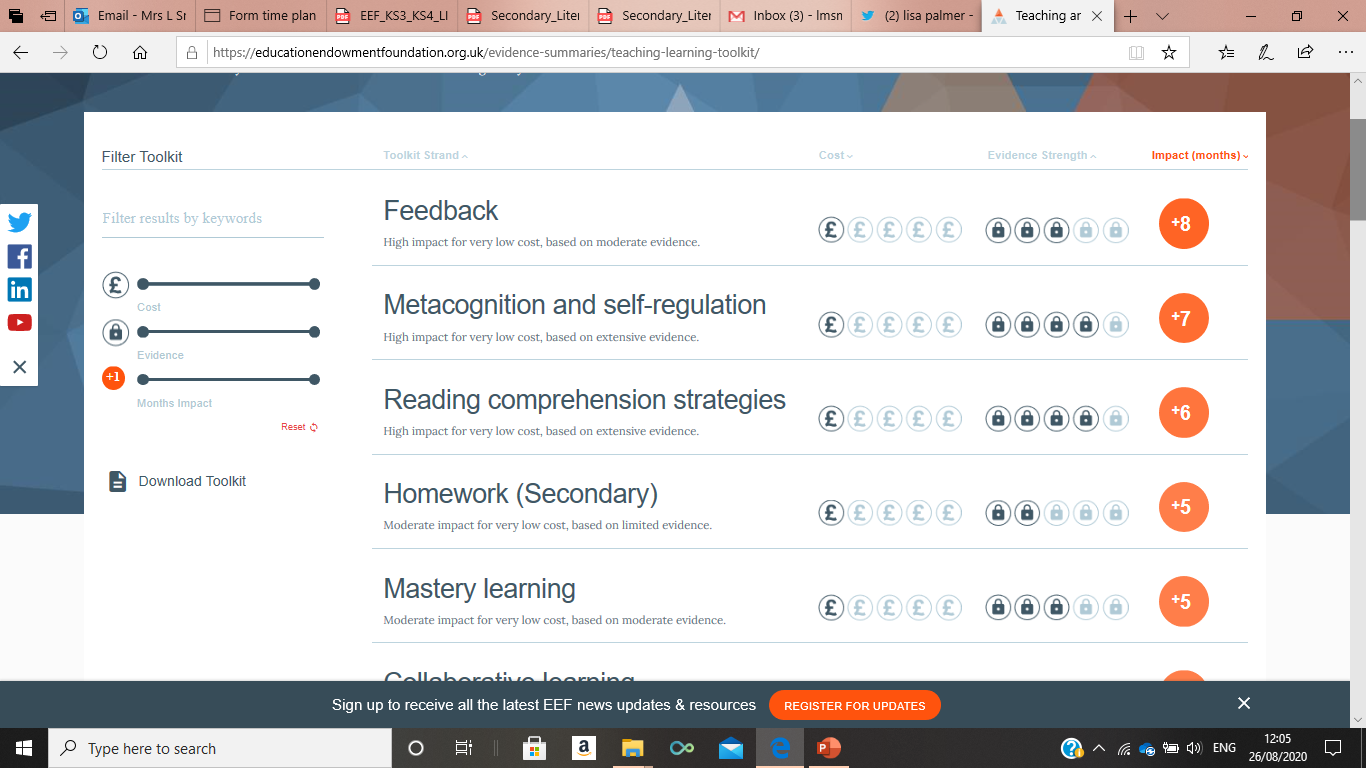 Email - Mrs L Sr
Form time plan
EEF_KS3_KS4_LI
Secondary_Liter
Secondary_Liter
Inbox (3) - lmsn
(2) lisa palmer -
Teaching ar
https://educationendowmentfoundation.org.uk/evidence-summaries/teaching-learning-toolkit/
Filter Toolkit
Toolkit Strand
Cost
Evidence Strength
Impact (months)
Filter results by keywords
£
Cost
Evidence
+1
Months Impact
Reset
Download Toolkit
Feedback
High impact for very low cost, based on moderate evidence.
£ £ £ £ £
+8
Metacognition and self-regulation
High impact for very low cost, based on extensive evidence.
£ £ £ £ £
+7
Reading comprehension strategies
High impact for very low cost, based on extensive evidence.
£ £ £ £ £
+6
Homework (Secondary)
Moderate impact for very low cost, based on limited evidence.
£ £ £ £ £
+5
Mastery learning
Moderate impact for very low cost, based on moderate evidence.
£ £ £ £ £
+5
Collaborative learning
Sign up to receive all the latest EEF news updates & resources
REGISTER FOR UPDATES
Type here to search
ENG
12:05
26/08/2020